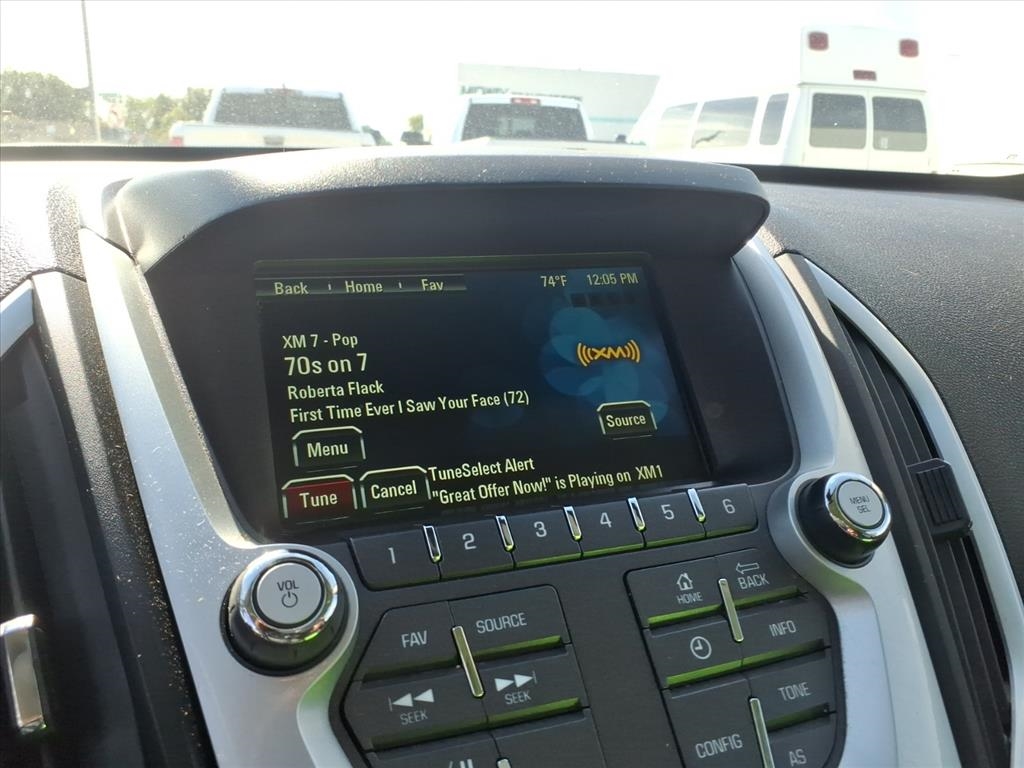 Back Home Fav 74°F 12:05 PM
XM 7 - Pop
70s on 7
Roberta Flack
First Time Ever I Saw Your Face (72)
((XM))
Source
Menu
Tune Cancel TuneSelect Alert
"Great Offer Now!" is Playing on XM1
1 2 3 4 5 6
MENU
SEL
VOL
FAV SOURCE
SEEK SEEK
HOME BACK
INFO
CONFIG TONE
AS